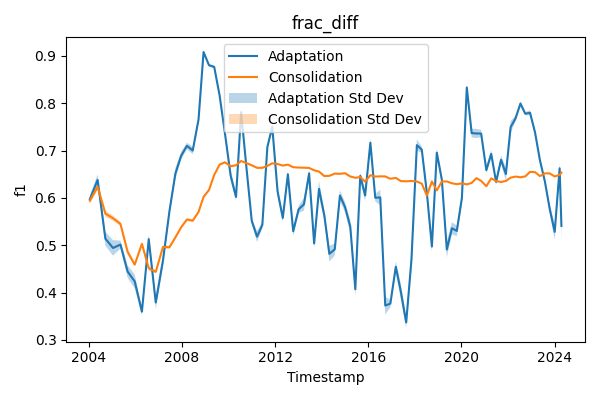 frac_diff
Adaptation
Consolidation
Adaptation Std Dev
Consolidation Std Dev
f1
0.9
0.8
0.7
0.6
0.5
0.4
0.3
2004 2008 2012 2016 2020 2024
Timestamp